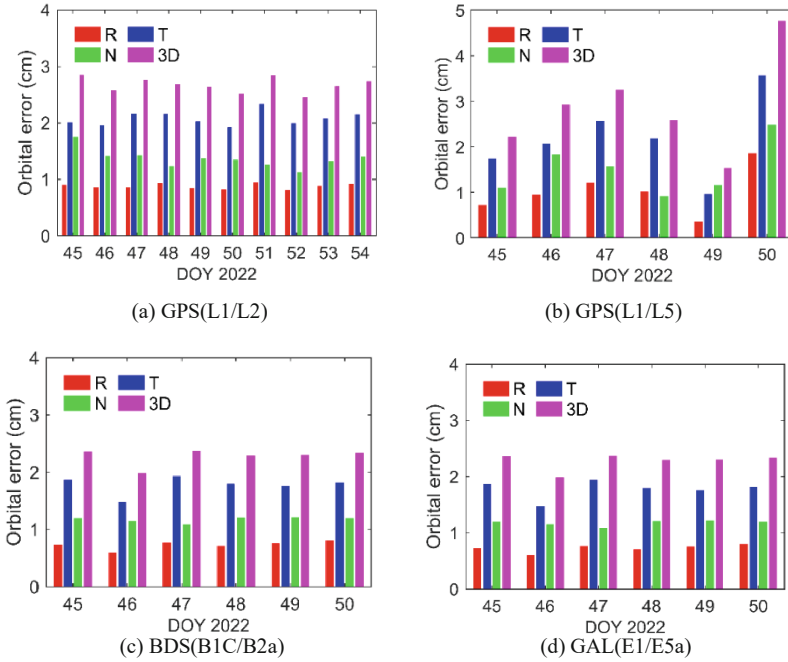 R T
N 3D
Orbital error (cm)
4
3
2
1
0
45 46 47 48 49 50 51 52 53 54
DOY 2022
(a) GPS(L1/L2)
R T
N 3D
Orbital error (cm)
5
4
3
2
1
0
45 46 47 48 49 50
DOY 2022
(b) GPS(L1/L5)
R T
N 3D
Orbital error (cm)
4
3
2
1
0
45 46 47 48 49 50
DOY 2022
(c) BDS(B1C/B2a)
R T
N 3D
Orbital error (cm)
4
3
2
1
0
45 46 47 48 49 50
DOY 2022
(d) GAL(E1/E5a)